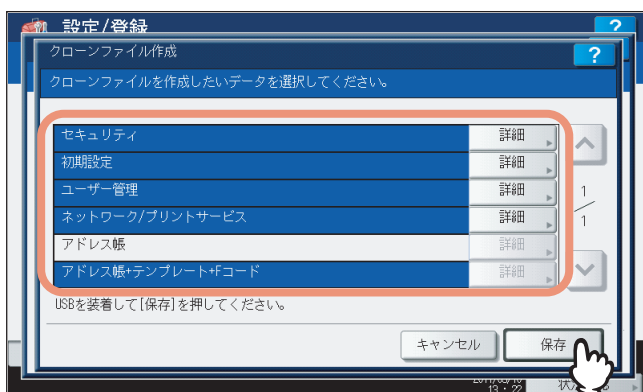 設定/登録
?
クローンファイル作成
?
クローンファイルを作成したいデータを選択してください。
セキュリティ 詳細
初期設定 詳細
ユーザー管理 詳細
ネットワーク/プリントサービス 詳細
アドレス帳 詳細
アドレス帳+テンプレート+Fコード 詳細
1
1
USBを装着して[保存]を押してください。
キャンセル
保存
13:22